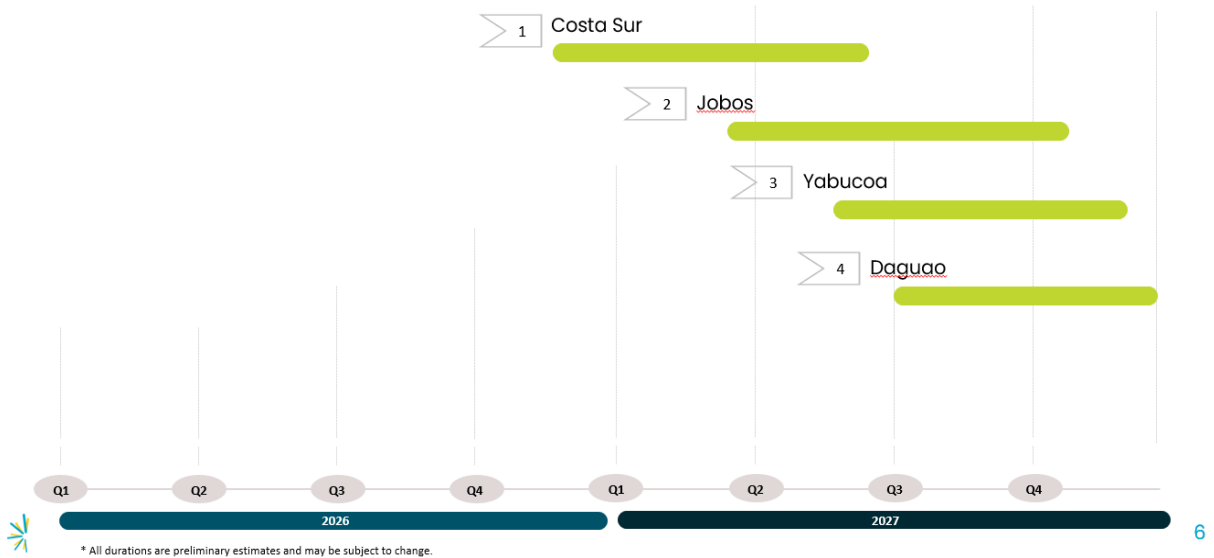 1 Costa Sur
2 Jobos
3 Yabucoa
4 Daguao
Q1 Q2 Q3 Q4 Q1 Q2 Q3 Q4
2026 2027
* All durations are preliminary estimates and may be subject to change.
6